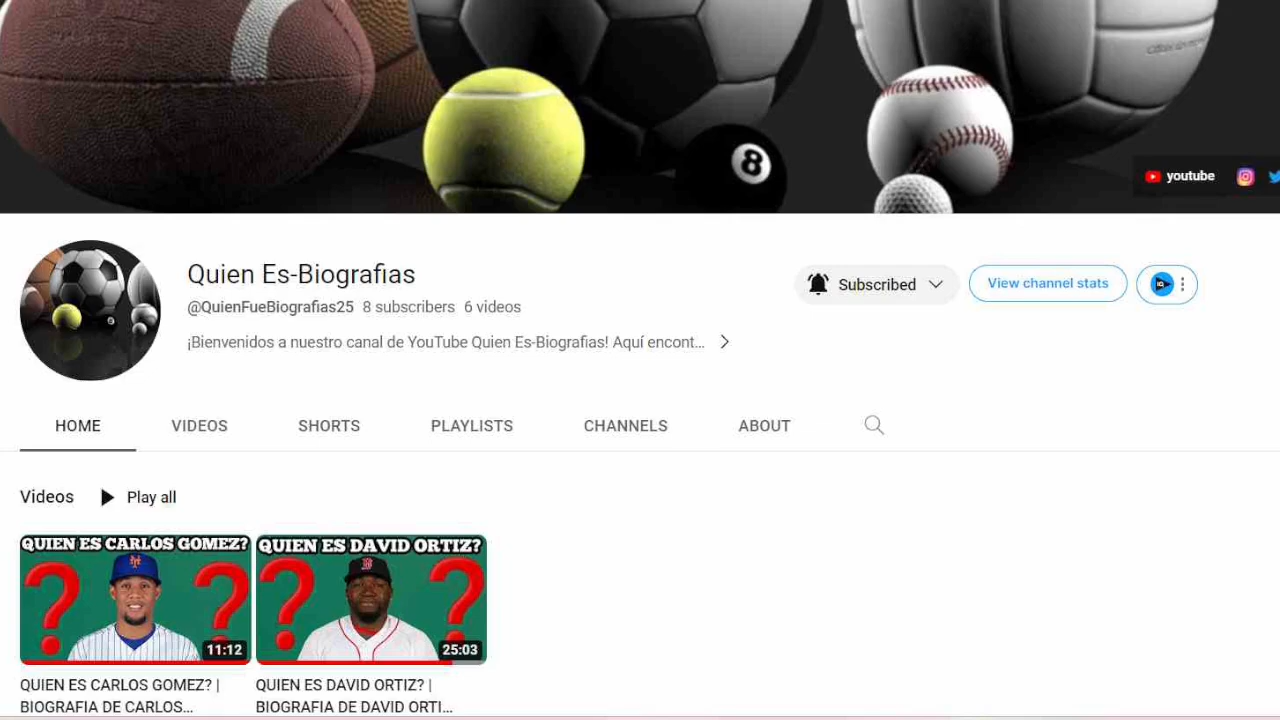 8
youtube
Quien Es-Biografias
@QuienFueBiografias25 8 subscribers 6 videos
¡Bienvenidos a nuestro canal de YouTube Quien Es-Biografias! Aquí encont...
Subscribed
View channel stats
HOME VIDEOS SHORTS PLAYLISTS CHANNELS ABOUT
Videos Play all
QUIEN ES CARLOS GOMEZ?
11:12
QUIEN ES DAVID ORTIZ?
25:03
QUIEN ES CARLOS GOMEZ? |
BIOGRAFIA DE CARLOS...
QUIEN ES DAVID ORTIZ? |
BIOGRAFIA DE DAVID ORTI...